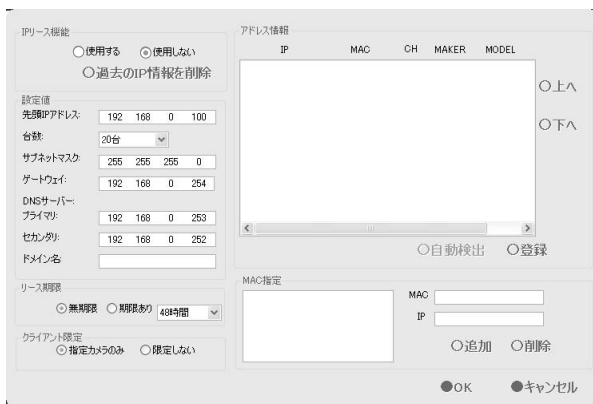 IPリース機能
使用する 使用しない
過去のIP情報を削除
設定値
先頭IPアドレス: 192 168 0 100
台数: 20台
サブネットマスク: 255 255 255 0
ゲートウェイ: 192 168 0 254
DNSサーバー:
プライマリ: 192 168 0 253
セカンダリ: 192 168 0 252
ドメイン名
リース期限
無期限 期限あり 48時間
クライアント限定
指定カメラのみ 限定しない
アドレス情報
IP MAC CH MAKER MODEL
上へ
下へ
自動検出 登録
MAC指定
MAC
IP
追加 削除
OK キャンセル